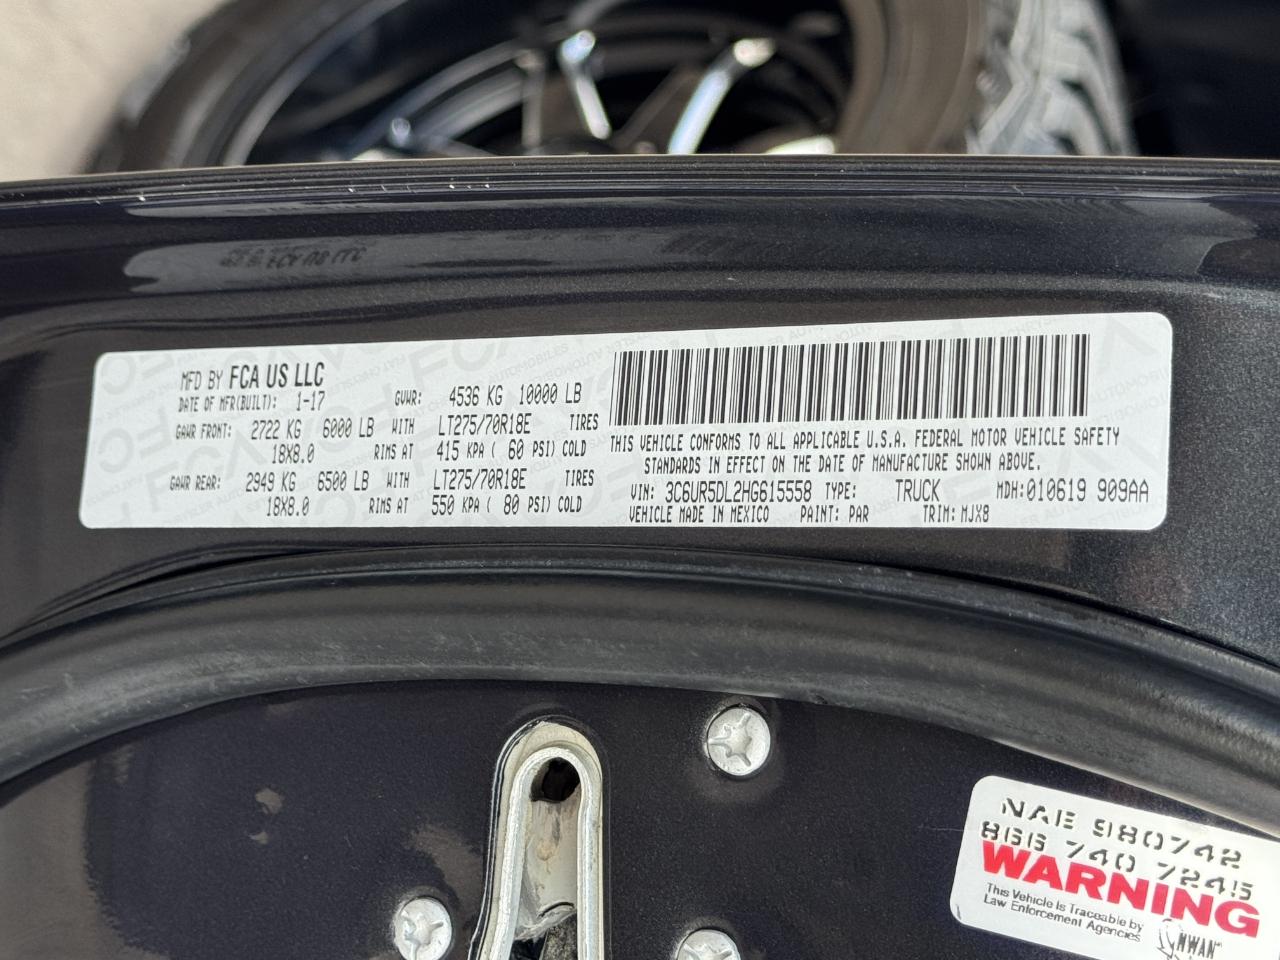 MFD BY FCA US LLC
DATE OF MFR(BUILT): 1-17 GVWR: 4536 KG 10000 LB
GAWR FRONT: 2722 KG 6000 LB WITH LT275/70R18E TIRES
18X8.0 RIMS AT 415 KPA ( 60 PSI) COLD
GAWR REAR: 2949 KG 6500 LB WITH LT275/70R18E TIRES
18X8.0 RIMS AT 550 KPA ( 80 PSI) COLD
THIS VEHICLE CONFORMS TO ALL APPLICABLE U.S.A. FEDERAL MOTOR VEHICLE SAFETY
STANDARDS IN EFFECT ON THE DATE OF MANUFACTURE SHOWN ABOVE.
VIN: 3C6UR5DL2HG615558 TYPE: TRUCK MDH:010619 909AA
VEHICLE MADE IN MEXICO PAINT: PAR TRIM: MJX8
NAE 980742
866 740 7245
WARNING
This Vehicle is Traceable by
Law Enforcement Agencies
NWAN